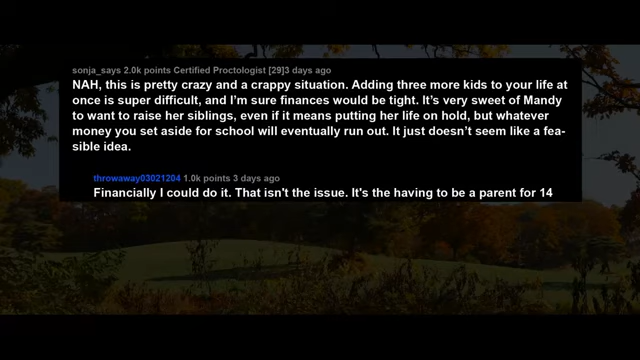 sonja_says 2.0k points Certified Proctologist [29]3 days ago
NAH, this is pretty crazy and a crappy situation. Adding three more kids to your life at
once is super difficult, and I'm sure finances would be tight. It's very sweet of Mandy
to want to raise her siblings, even if it means putting her life on hold, but whatever
money you set aside for school will eventually run out. It just doesn't seem like a fea-
sible idea.
throwaway03021204 1.0k points 3 days ago
Financially I could do it. That isn't the issue. It's the having to be a parent for 14